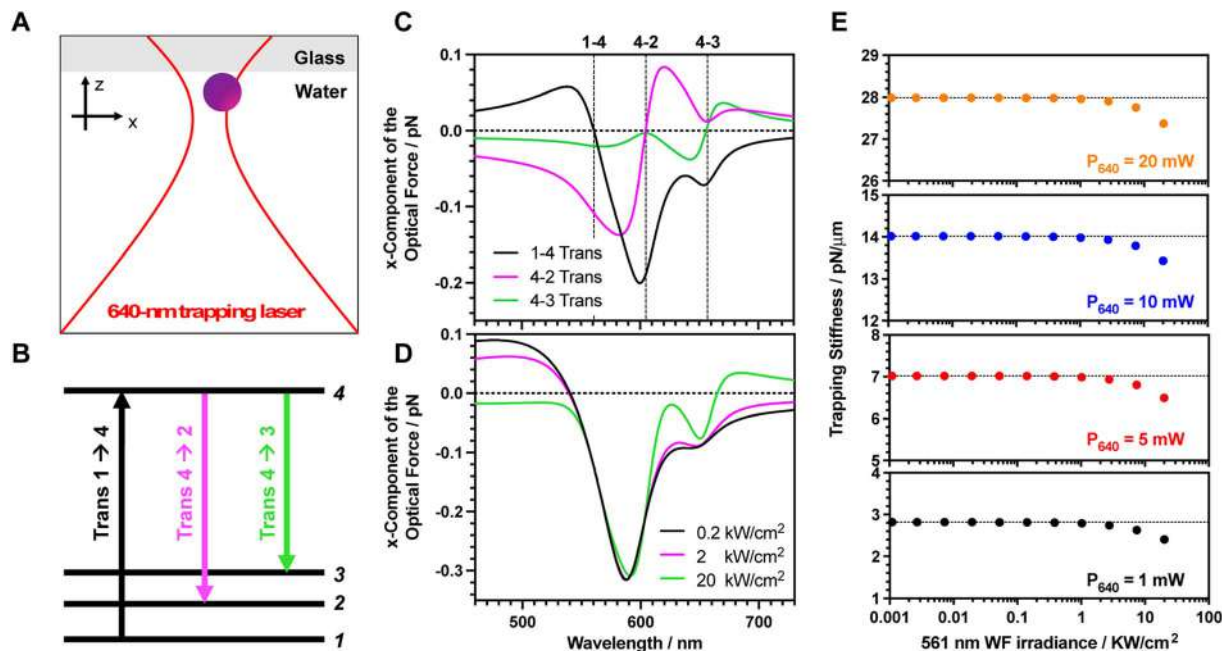 A
Glass
Water
z
x
640-nm trapping laser
B
4
Trans 1 → 4
Trans 4 → 2
Trans 4 → 3
3
2
1
C
1-4 4-2 4-3
0.1
0.0
-0.1
-0.2
x-Component of the
Optical Force / pN
1-4 Trans
4-2 Trans
4-3 Trans
D
0.1
0.0
-0.1
-0.2
-0.3
x-Component of the
Optical Force / pN
0.2 kW/cm²
2 kW/cm²
20 kW/cm²
500 600 700
Wavelength / nm
E
Trapping Stiffness / pN/μm
29
28
27
26
P640 = 20 mW
16
15
14
13
12
P640 = 10 mW
9
8
7
6
5
P640 = 5 mW
4
3
2
1
P640 = 1 mW
0.001 0.01 0.1 1 10 100
561 nm WF irradiance / KW/cm²